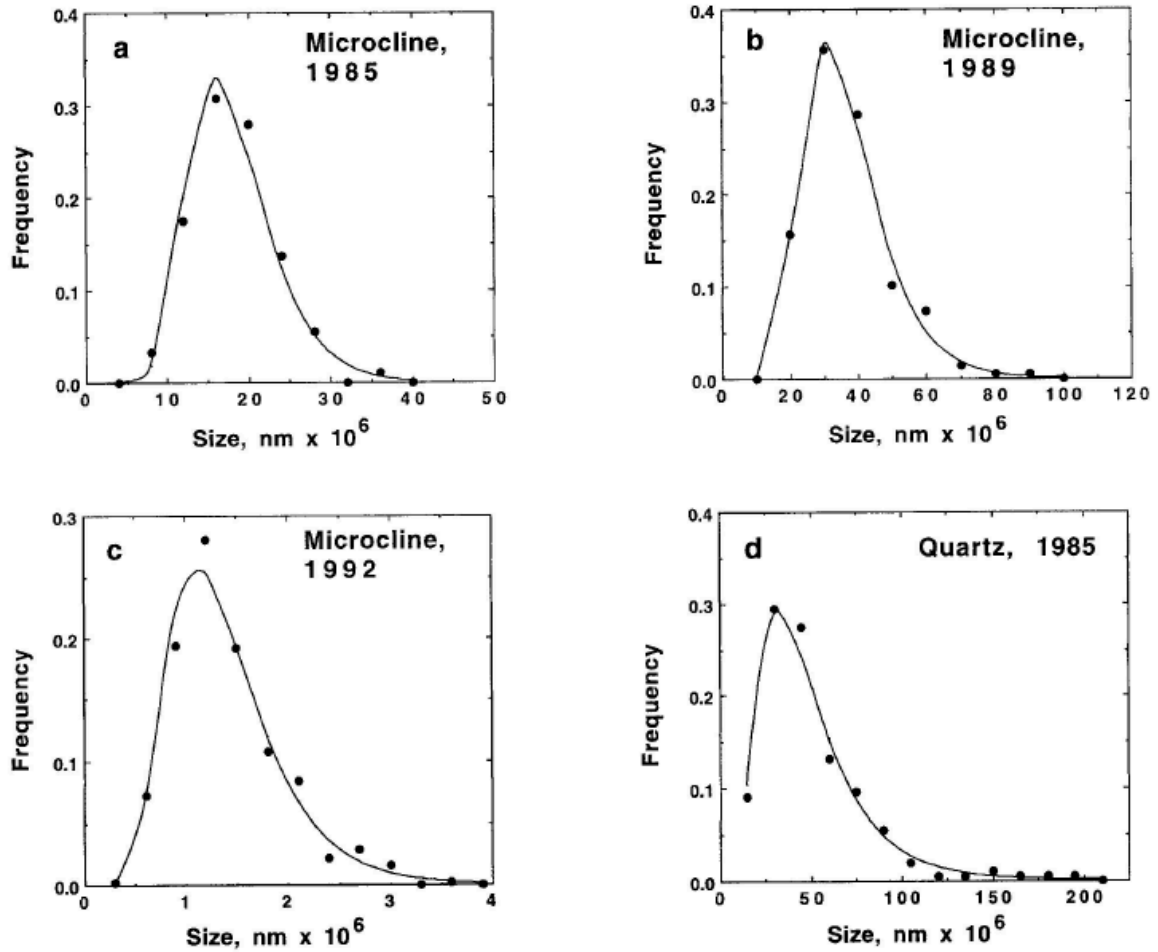 a
Microcline,
1985
0.4
0.3
0.2
0.1
0.0
Frequency
0 10 20 30 40 50
Size, nm x 10^6
b
Microcline,
1989
0.4
0.3
0.2
0.1
0.0
Frequency
0 20 40 60 80 100 120
Size, nm x 10^6
c
Microcline,
1992
0.3
0.2
0.1
0.0
Frequency
0 1 2 3 4
Size, nm x 10^6
d
Quartz, 1985
0.4
0.3
0.2
0.1
0.0
Frequency
0 50 100 150 200
Size, nm x 10^6